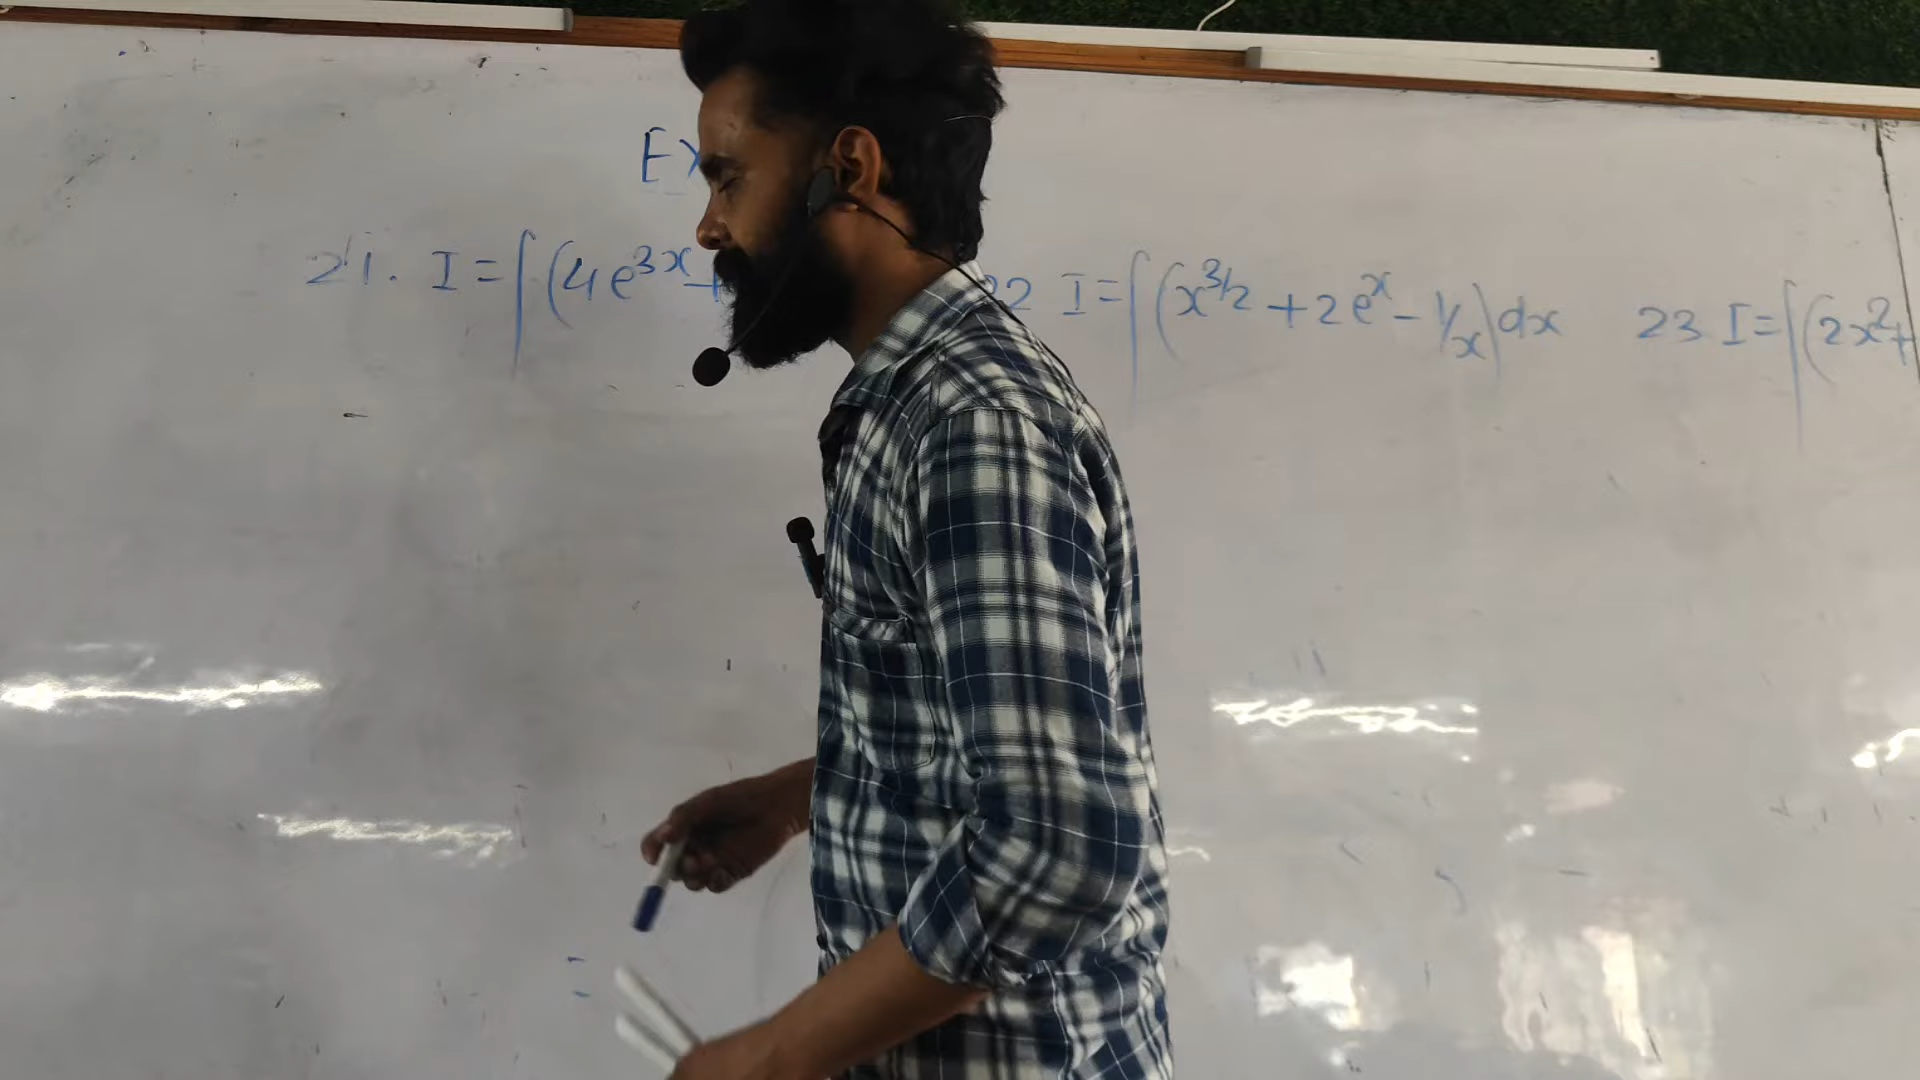 Ex
21. I = ∫(4e^{3x} + 22 I = ∫(x^{3/2} + 2e^x - 1/x)dx 23 I = ∫(2x^2 +